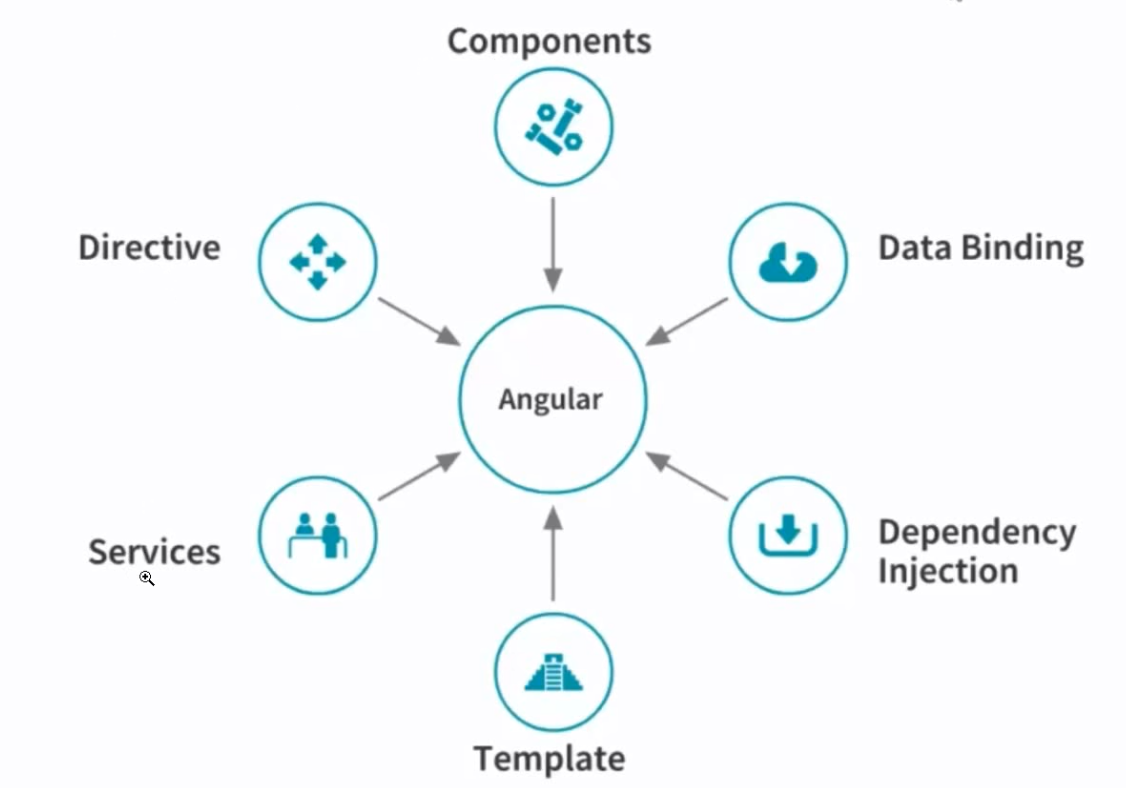 Components
Directive
Data Binding
Angular
Services
Dependency
Injection
Template